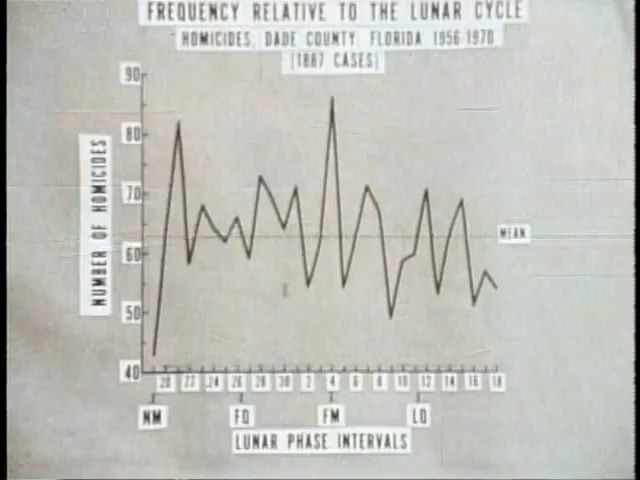 FREQUENCY RELATIVE TO THE LUNAR CYCLE
HOMICIDES, DADE COUNTY, FLORIDA 1956-1970
(1887 CASES)
90
80
70
60
50
40
NUMBER OF HOMICIDES
MEAN
20 22 24 26 28 30 2 4 6 8 10 12 14 16 18
NM FQ FM LQ
LUNAR PHASE INTERVALS